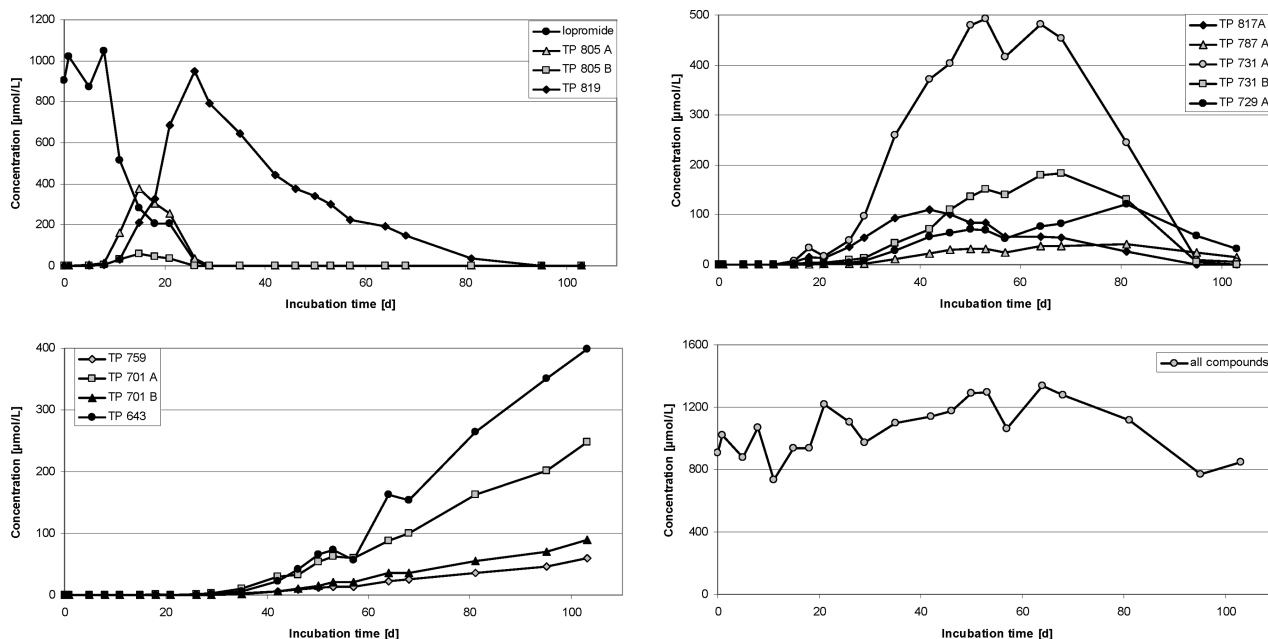 1200
1000
800
600
400
200
0
0 20 40 60 80 100
Concentration [µmol/L]
Incubation time [d]
Iopromide
TP 805 A
TP 805 B
TP 819
500
400
300
200
100
0
0 20 40 60 80 100
Concentration [µmol/L]
Incubation time [d]
TP 817A
TP 787 A
TP 731 A
TP 731 B
TP 729 A
400
300
200
100
0
0 20 40 60 80 100
Concentration [µmol/L]
Incubation time [d]
TP 759
TP 701 A
TP 701 B
TP 643
1600
1200
800
400
0
0 20 40 60 80 100
Concentration [µmol/L]
Incubation time [d]
all compounds